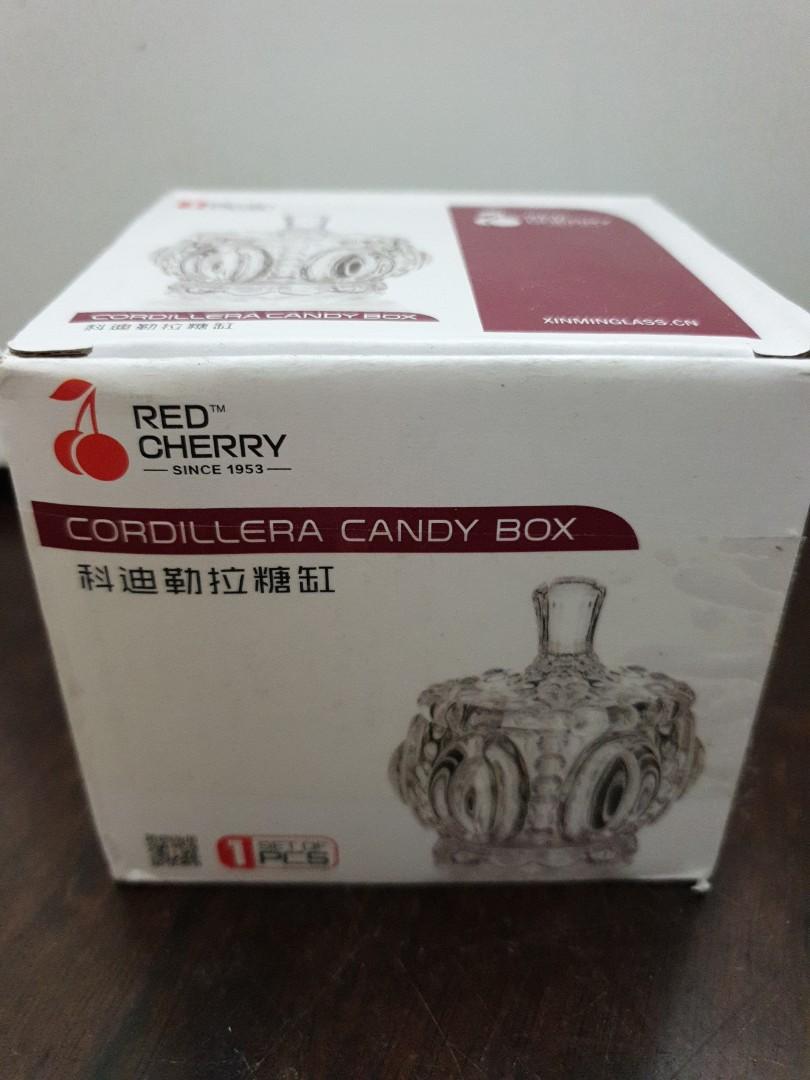 CORDILLERA CANDY BOX
科迪勒拉糖缸
CHERRY
XINMINGLASS.CN
RED™
CHERRY
SINCE 1953
CORDILLERA CANDY BOX
科迪勒拉糖缸
1 SET OF
PCS